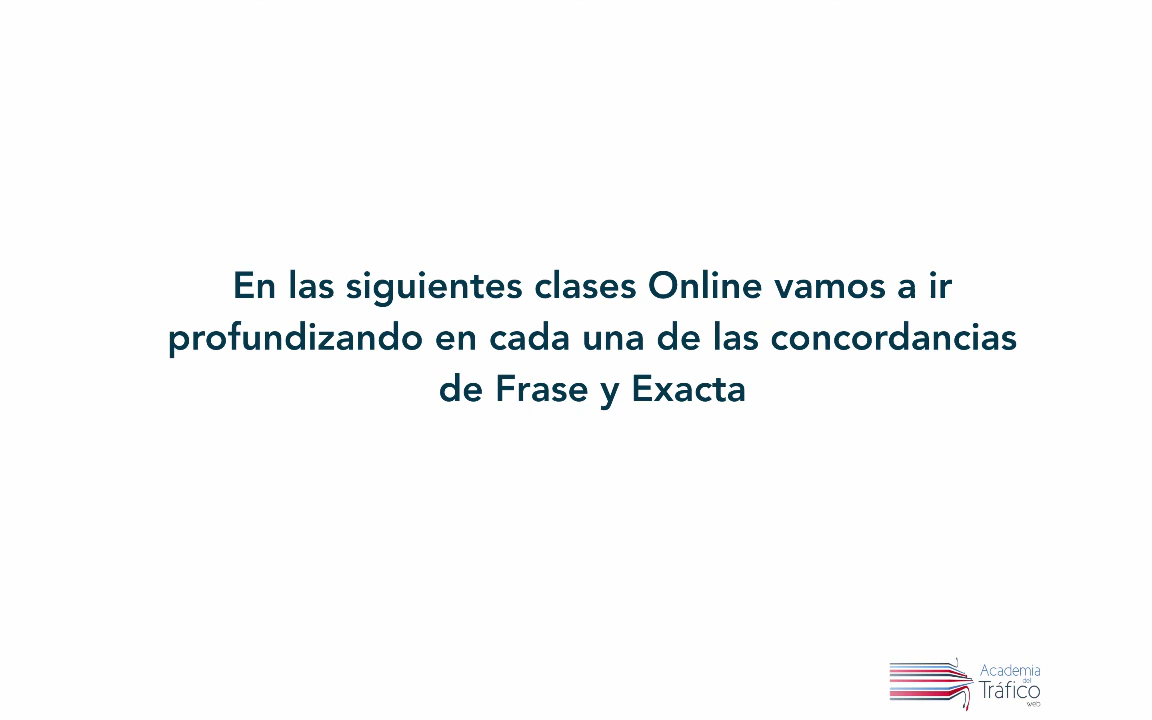 En las siguientes clases Online vamos a ir
profundizando en cada una de las concordancias
de Frase y Exacta
Academia
del
Tráfico
web